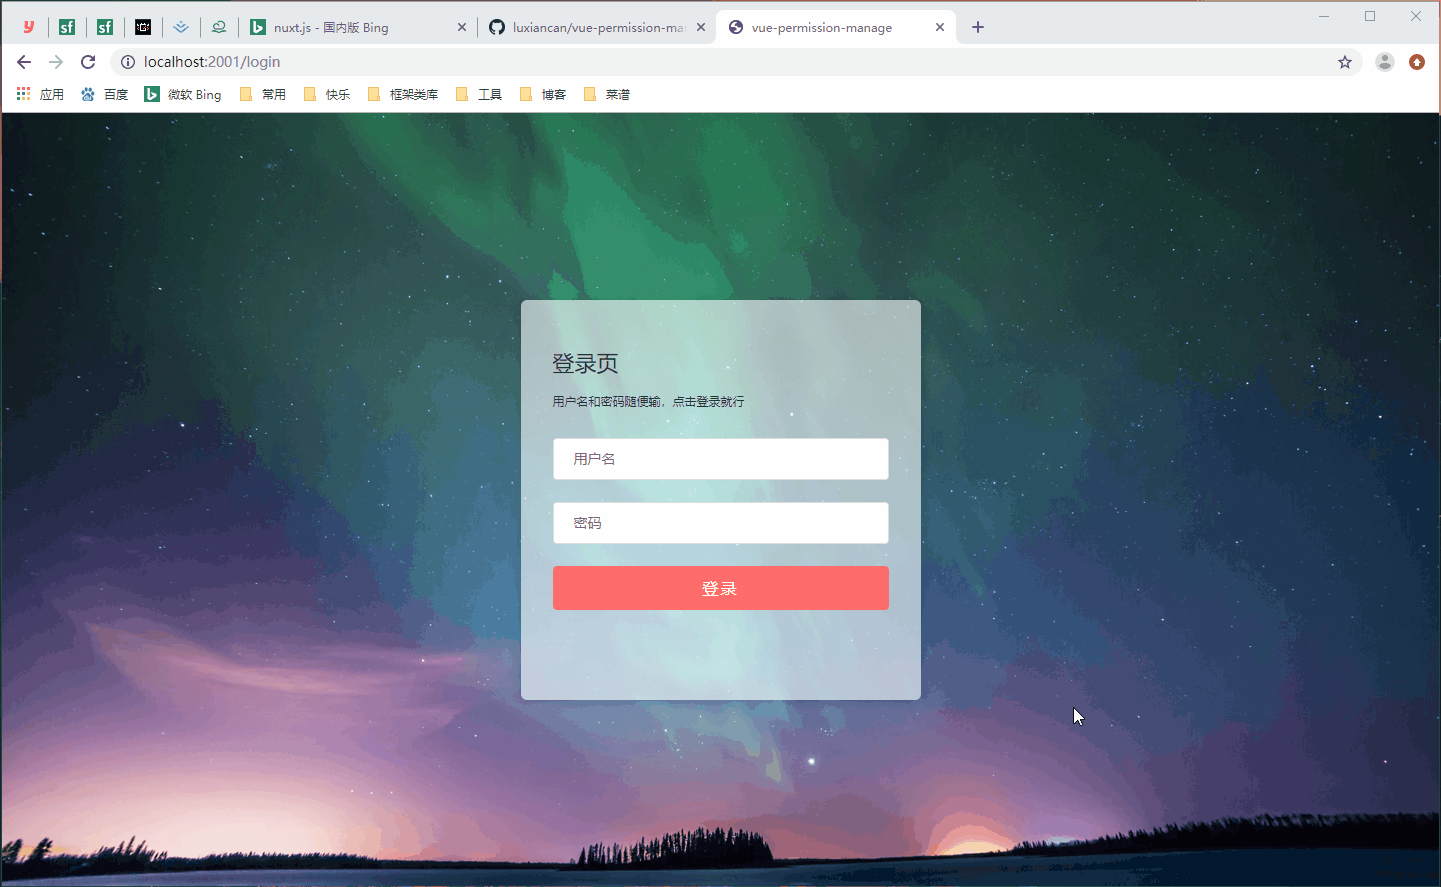 nuxt.js - 国内版 Bing
luxiancan/vue-permission-ma
vue-permission-manage
localhost:2001/login
应用 百度 微软 Bing 常用 快乐 框架类库 工具 博客 菜谱
登录页
用户名和密码随便输，点击登录就行
用户名
密码
登录